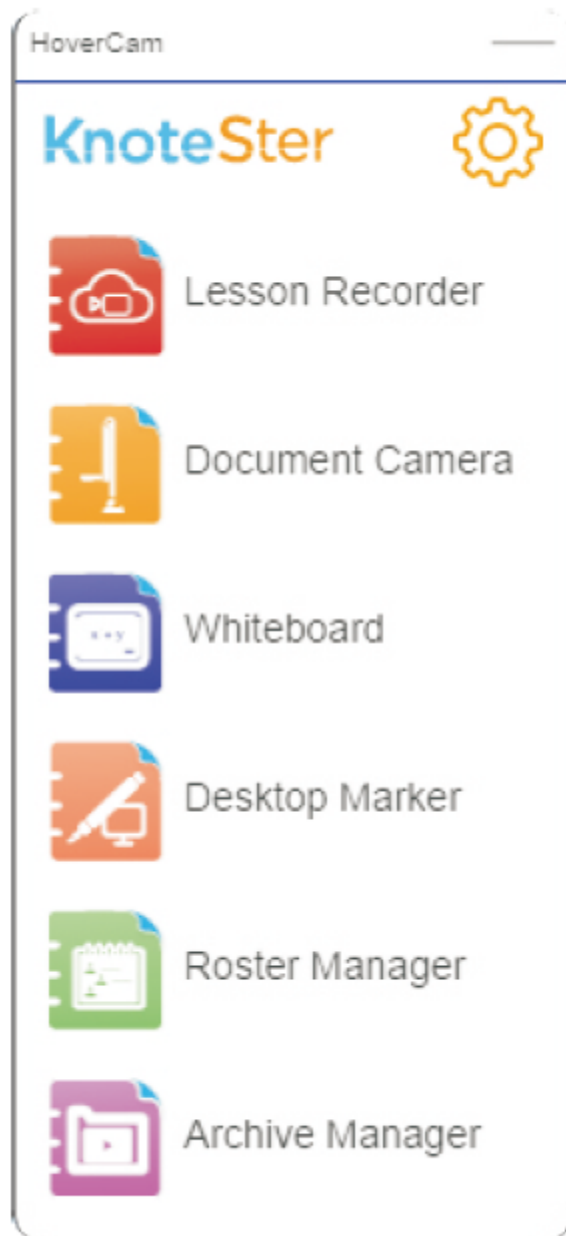 HoverCam
KnoteSter
Lesson Recorder
Document Camera
x + y
Whiteboard
Desktop Marker
Roster Manager
Archive Manager